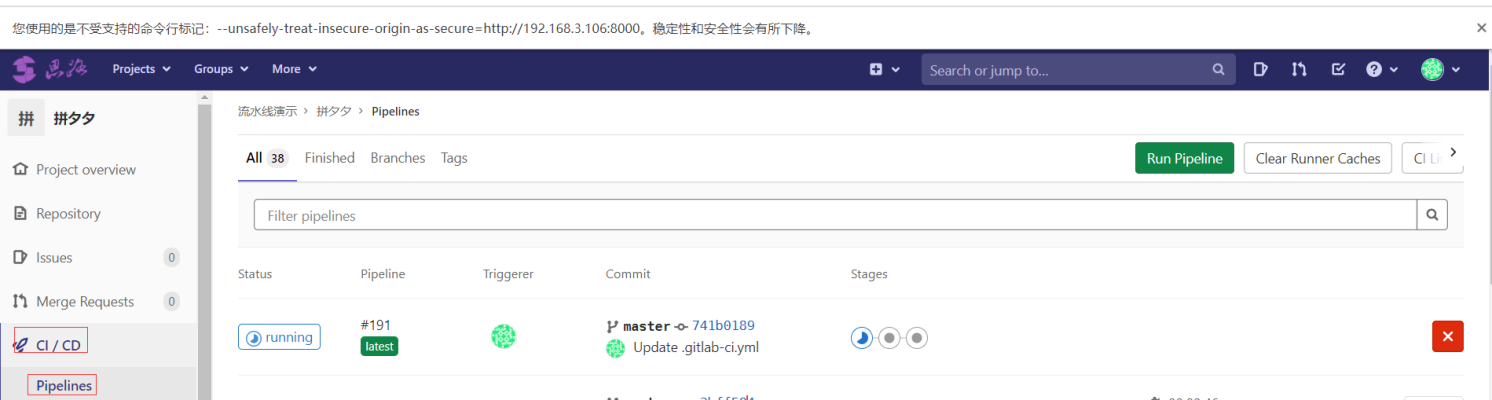 您使用的是不受支持的命令行标记：--unsafely-treat-insecure-origin-as-secure=http://192.168.3.106:8000。稳定性和安全性会有所下降。
思海 Projects Groups More Search or jump to...
拼 拼夕夕
流水线演示 › 拼夕夕 › Pipelines
All 38 Finished Branches Tags Run Pipeline Clear Runner Caches CI
Project overview
Repository
Filter pipelines
Issues 0
Status Pipeline Triggerer Commit Stages
Merge Requests 0
running #191 latest master 741b0189
Update .gitlab-ci.yml
CI / CD
Pipelines